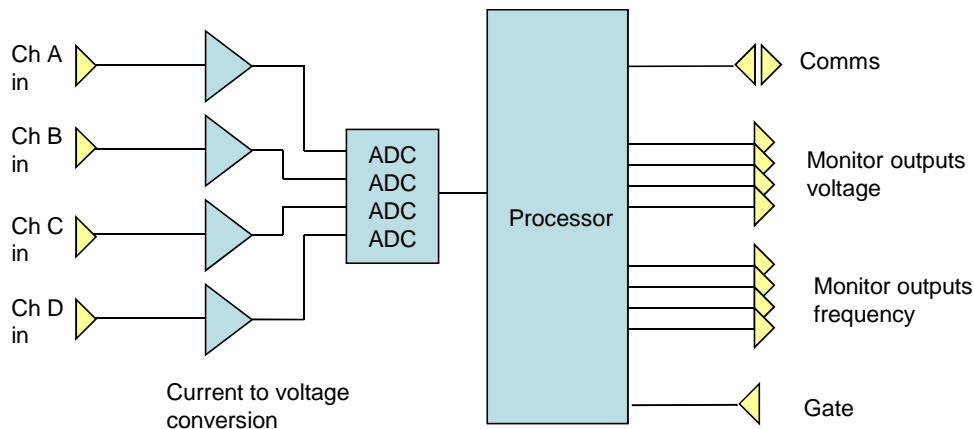 Ch A
in
Ch B
in
Ch C
in
Ch D
in
Current to voltage
conversion
ADC
ADC
ADC
ADC
Processor
Comms
Monitor outputs
voltage
Monitor outputs
frequency
Gate